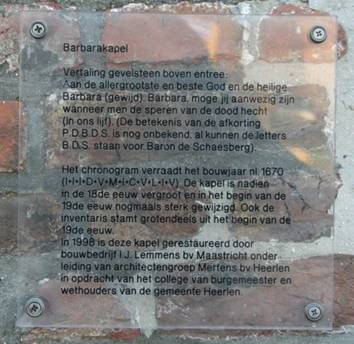 Barbarakapel
Vertaling gevelsteen boven entree:
Aan de allergrootste en beste God en de heilige
Barbara (gewijd). Barbara, moge jij aanwezig zijn
wanneer men de speren van de dood hecht
(in ons lijf). (De betekenis van de afkorting
P.D.B.D.S. is nog onbekend, al kunnen de letters
B.D.S. staan voor Baron de Schaesberg).
Het chronogram verraadt het bouwjaar nl 1670
(I•I•I•D•V•M•I•C•V•L•I•V). De kapel is nadien
in de 18de eeuw vergroot en in het begin van de
19de eeuw nogmaals sterk gewijzigd. Ook de
inventaris stamt grotendeels uit het begin van de
19de eeuw.
In 1998 is deze kapel gerestaureerd door
bouwbedrijf L.J. Lemmens bv Maastricht onder
leiding van architectengroep Mertens bv Heerlen
in opdracht van het college van burgemeester en
wethouders van de gemeente Heerlen.